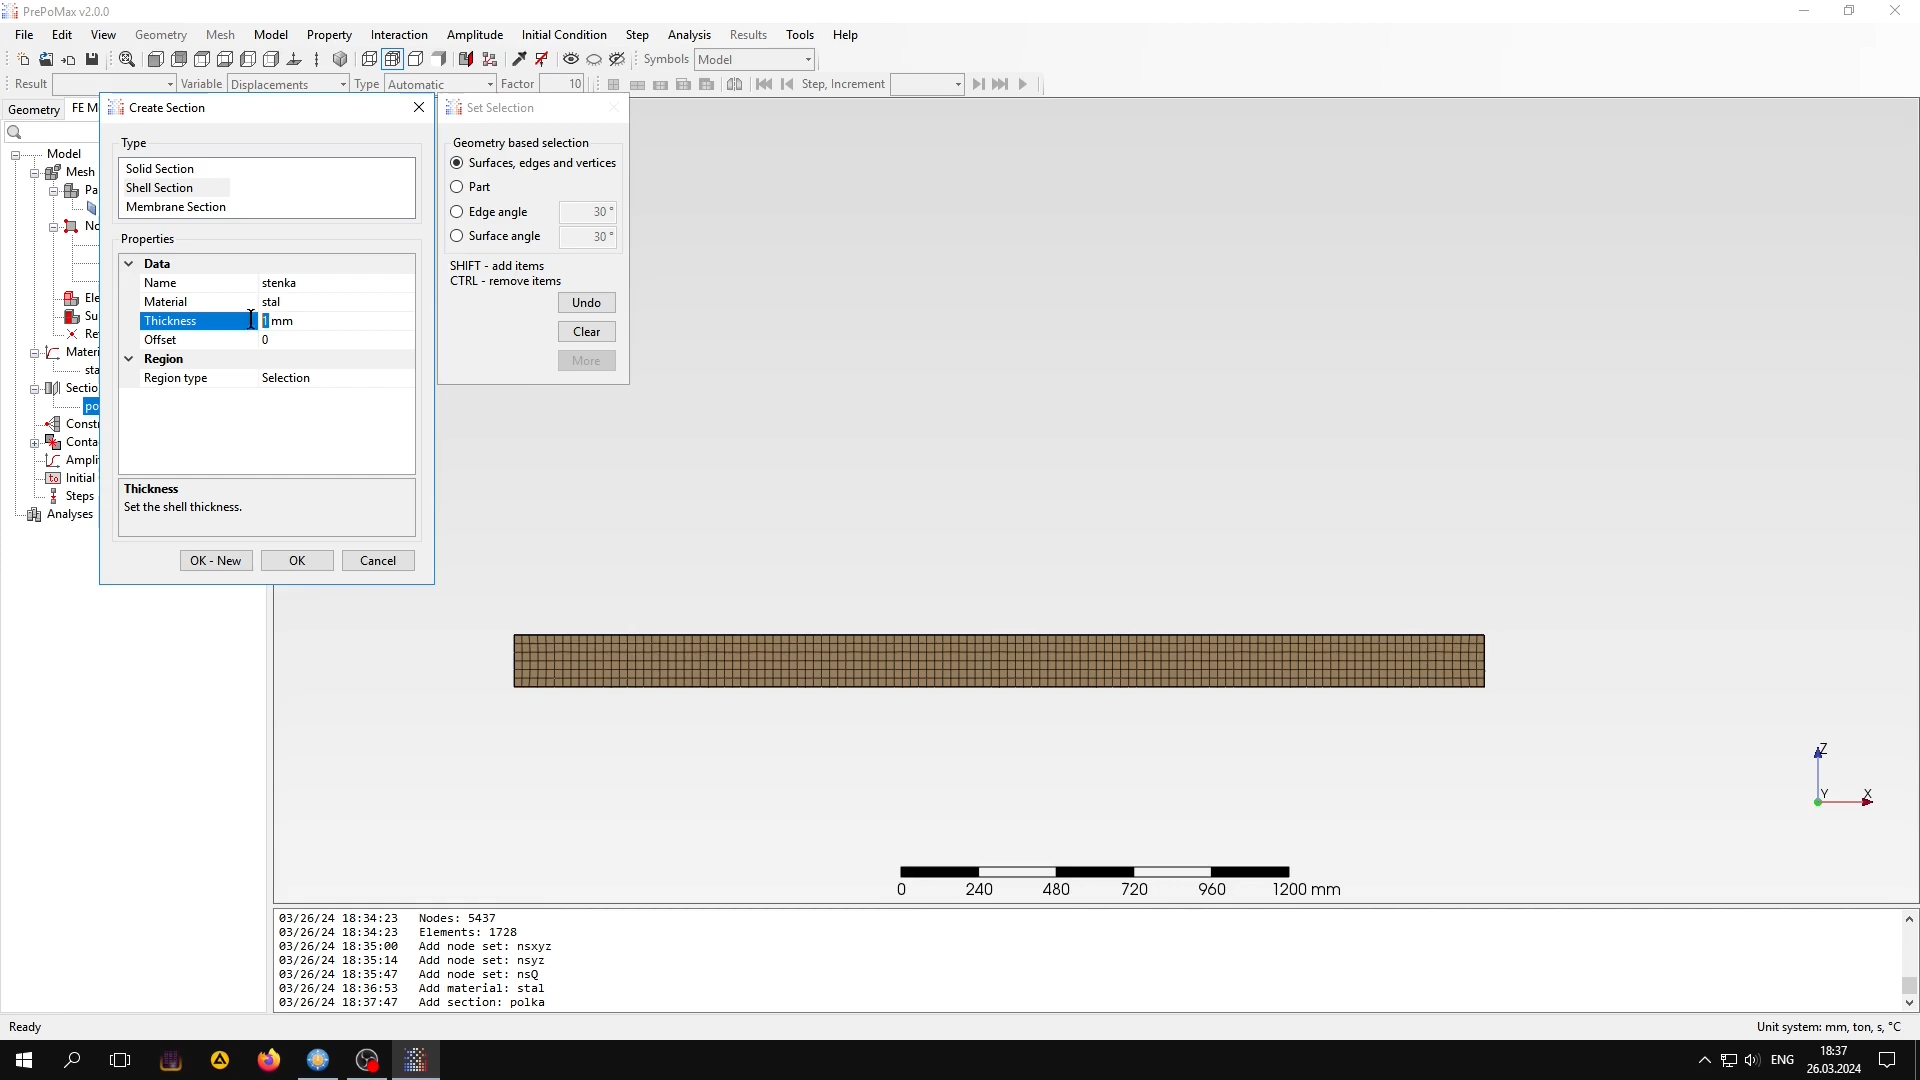 PrePoMax v2.0.0
File Edit View Geometry Mesh Model Property Interaction Amplitude Initial Condition Step Analysis Results Tools Help
Symbols Model
Result Variable Displacements Type Automatic Factor 10 Step, Increment
Geometry FE M
Create Section
Set Selection
Type
Solid Section
Shell Section
Membrane Section
Properties
Data
Name stenka
Material stal
Thickness 1 mm
Offset 0
Region
Region type Selection
Thickness
Set the shell thickness.
OK - New OK Cancel
Geometry based selection
Surfaces, edges and vertices
Part
Edge angle 30 °
Surface angle 30 °
SHIFT - add items
CTRL - remove items
Undo
Clear
More
Model
Mesh
Pa
No
Ele
Su
Re
Materi
sta
Sectio
po
Constr
Conta
Ampli
Initial
Steps
Analyses
Z
Y X
0 240 480 720 960 1200 mm
03/26/24 18:34:23 Nodes: 5437
03/26/24 18:34:23 Elements: 1728
03/26/24 18:35:00 Add node set: nsxyz
03/26/24 18:35:14 Add node set: nsyz
03/26/24 18:35:47 Add node set: nsQ
03/26/24 18:36:53 Add material: stal
03/26/24 18:37:47 Add section: polka
Ready
Unit system: mm, ton, s, °C
ENG
18:37
26.03.2024